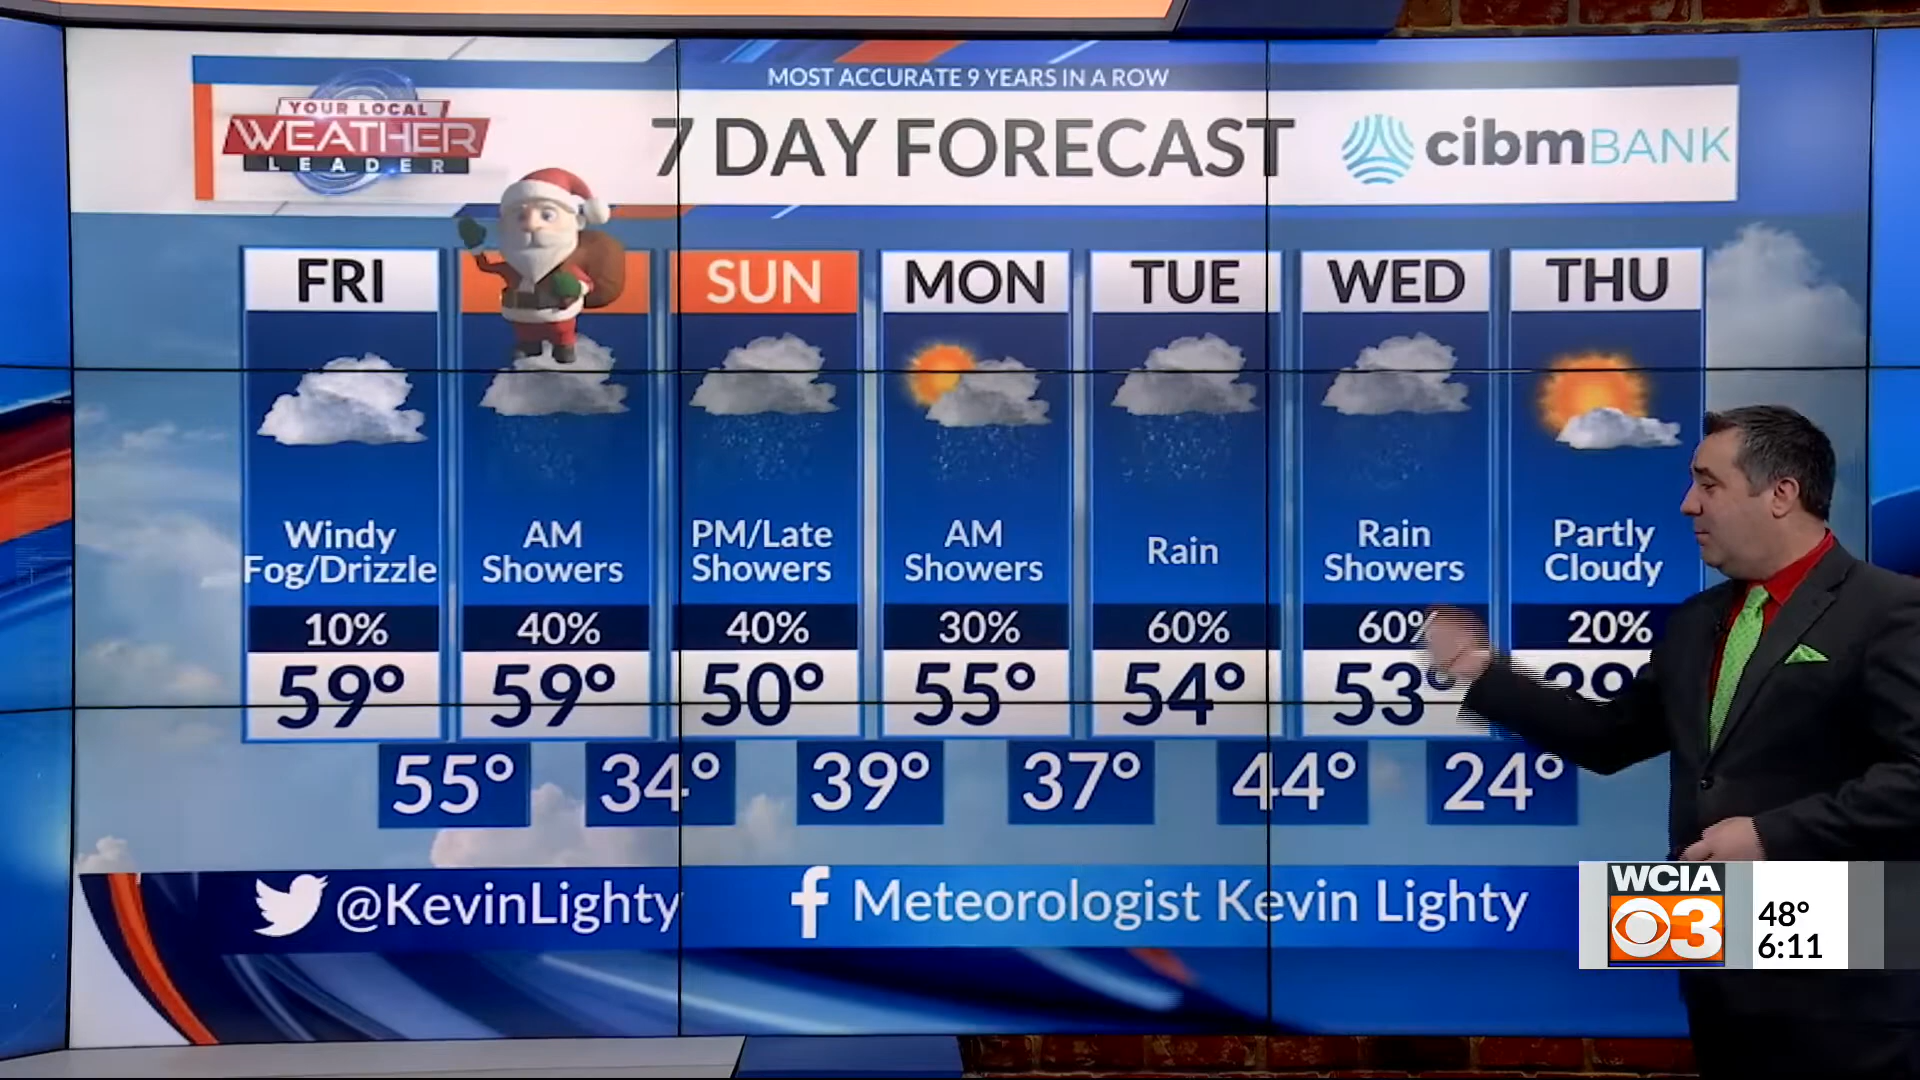 MOST ACCURATE 9 YEARS IN A ROW
YOUR LOCAL
WEATHER
LEADER
7 DAY FORECAST
cibmBANK
FRI
SUN
MON
TUE
WED
THU
Windy
Fog/Drizzle
AM
Showers
PM/Late
Showers
AM
Showers
Rain
Rain
Showers
Partly
Cloudy
10%
40%
40%
30%
60%
60%
20%
59°
59°
50°
55°
54°
53°
55°
34°
39°
37°
44°
24°
@KevinLighty
f Meteorologist Kevin Lighty
WCIA
3
48°
6:11